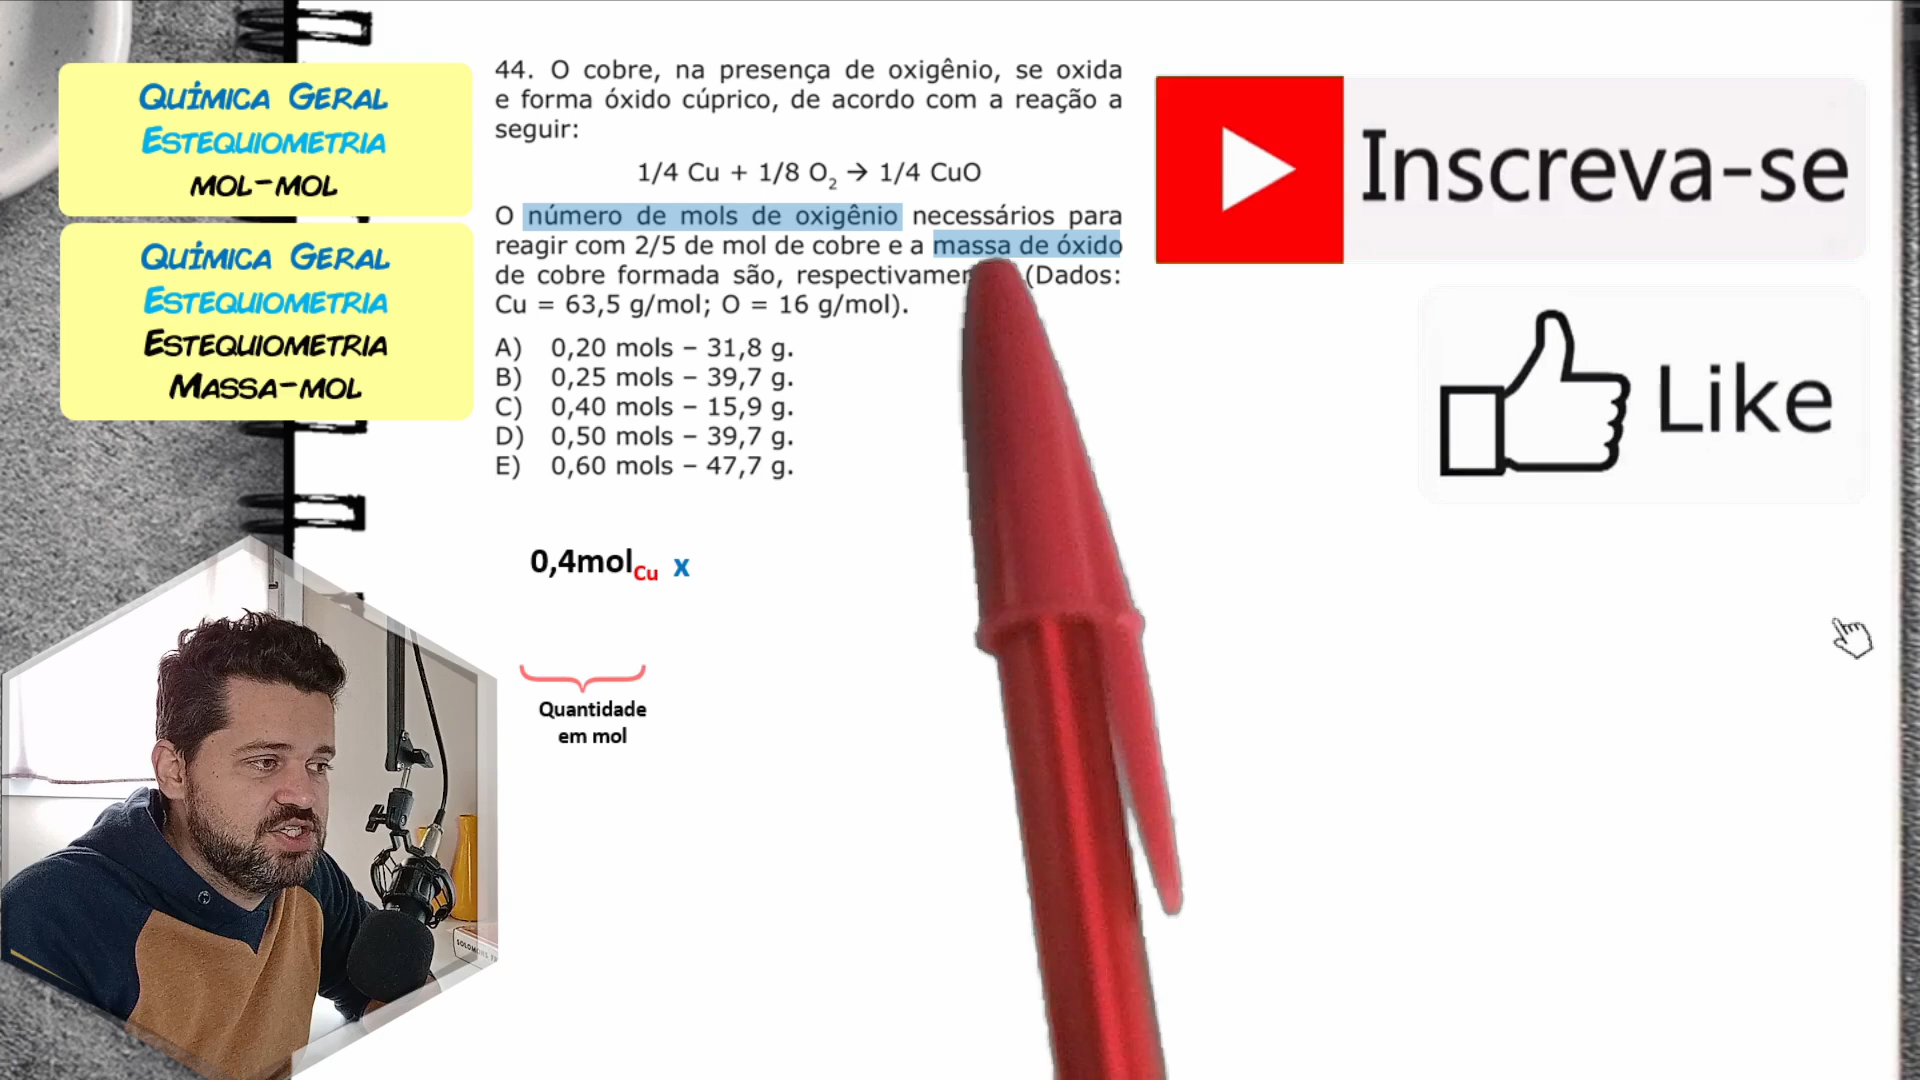 QUÍMICA GERAL
ESTEQUIOMETRIA
MOL-MOL
QUÍMICA GERAL
ESTEQUIOMETRIA
ESTEQUIOMETRIA
MASSA-MOL
44. O cobre, na presença de oxigênio, se oxida
e forma óxido cúprico, de acordo com a reação a
seguir:
1/4 Cu + 1/8 O₂ → 1/4 CuO
O número de mols de oxigênio necessários para
reagir com 2/5 de mol de cobre e a massa de óxido
de cobre formada são, respectivamen (Dados:
Cu = 63,5 g/mol; O = 16 g/mol).
A) 0,20 mols – 31,8 g.
B) 0,25 mols – 39,7 g.
C) 0,40 mols – 15,9 g.
D) 0,50 mols – 39,7 g.
E) 0,60 mols – 47,7 g.
0,4mol Cu x
Quantidade
em mol
Inscreva-se
Like